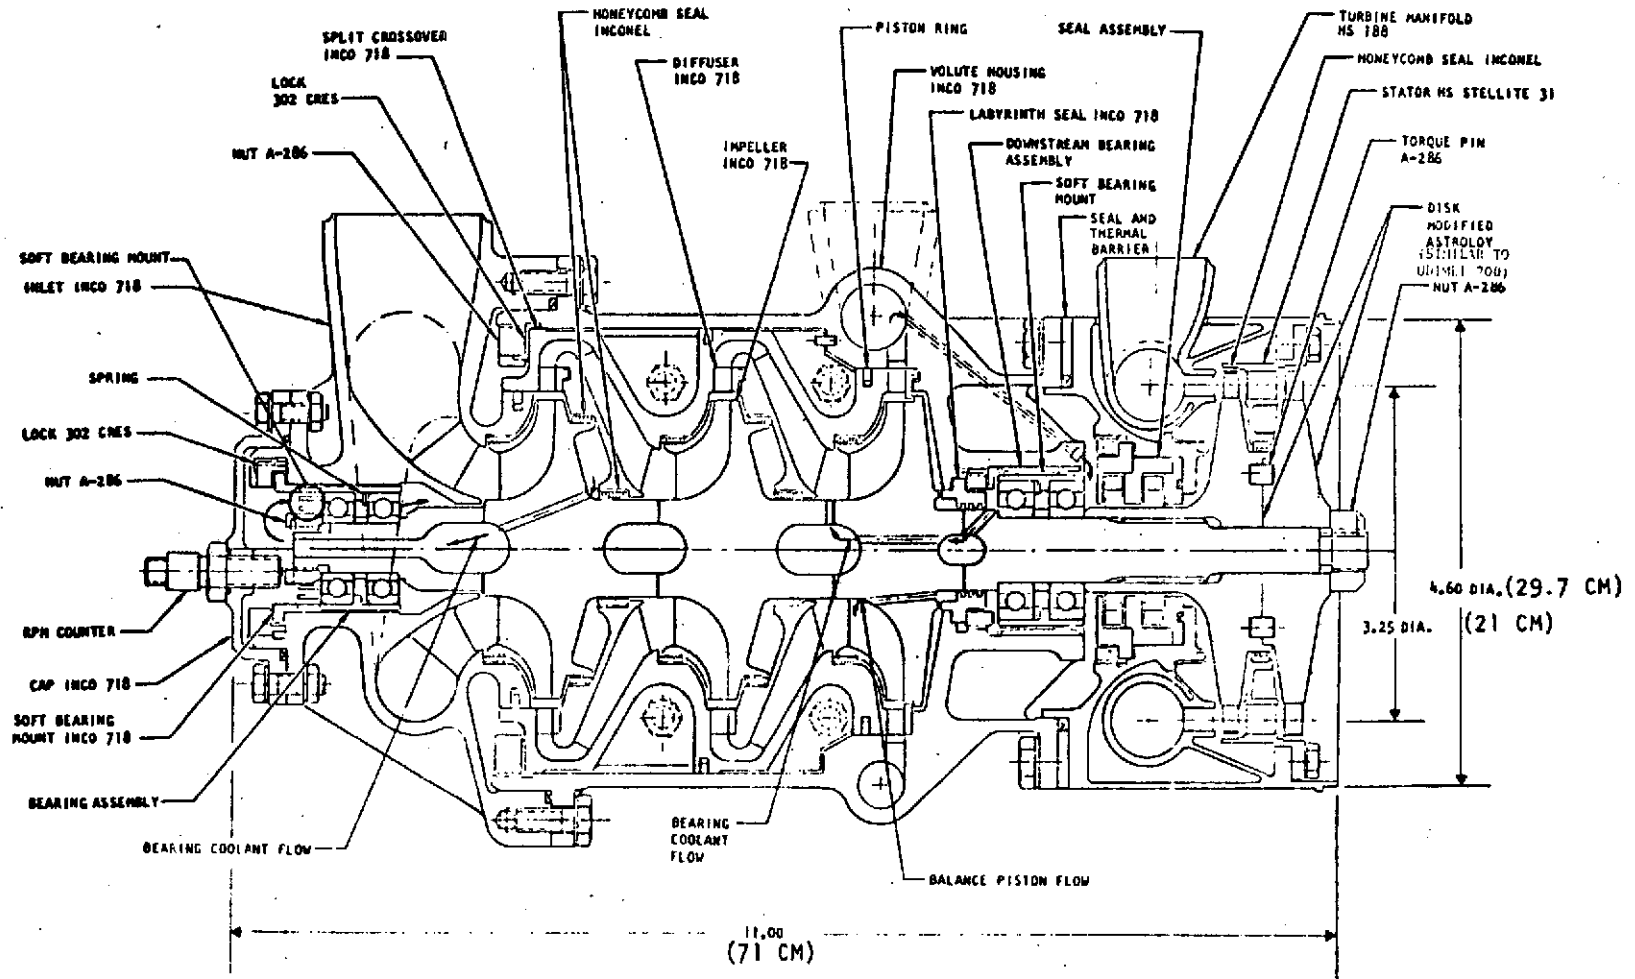 HONEYCOMB SEAL
INCONEL
SPLIT CROSSOVER
INCO 718
LOCK
302 CRES
NUT A-286
DIFFUSER
INCO 718
IMPELLER
INCO 718
PISTON RING
VOLUTE HOUSING
INCO 718
LABYRINTH SEAL INCO 718
DOWNSTREAM BEARING
ASSEMBLY
SOFT BEARING
MOUNT
SEAL AND
THERMAL
BARRIER
SEAL ASSEMBLY
TURBINE MANIFOLD
HS 188
HONEYCOMB SEAL INCONEL
STATOR HS STELLITE 31
TORQUE PIN
A-286
DISK
MODIFIED
ASTROLOY
(SIMILAR TO
700)
NUT A-286
SOFT BEARING MOUNT
INLET INCO 718
SPRING
LOCK 302 CRES
NUT A-286
RPM COUNTER
CAP INCO 718
SOFT BEARING
MOUNT INCO 718
BEARING ASSEMBLY
BEARING COOLANT FLOW
BEARING
COOLANT
FLOW
BALANCE PISTON FLOW
4.60 DIA. (29.7 CM)
3.25 DIA. (21 CM)
11.00
(71 CM)